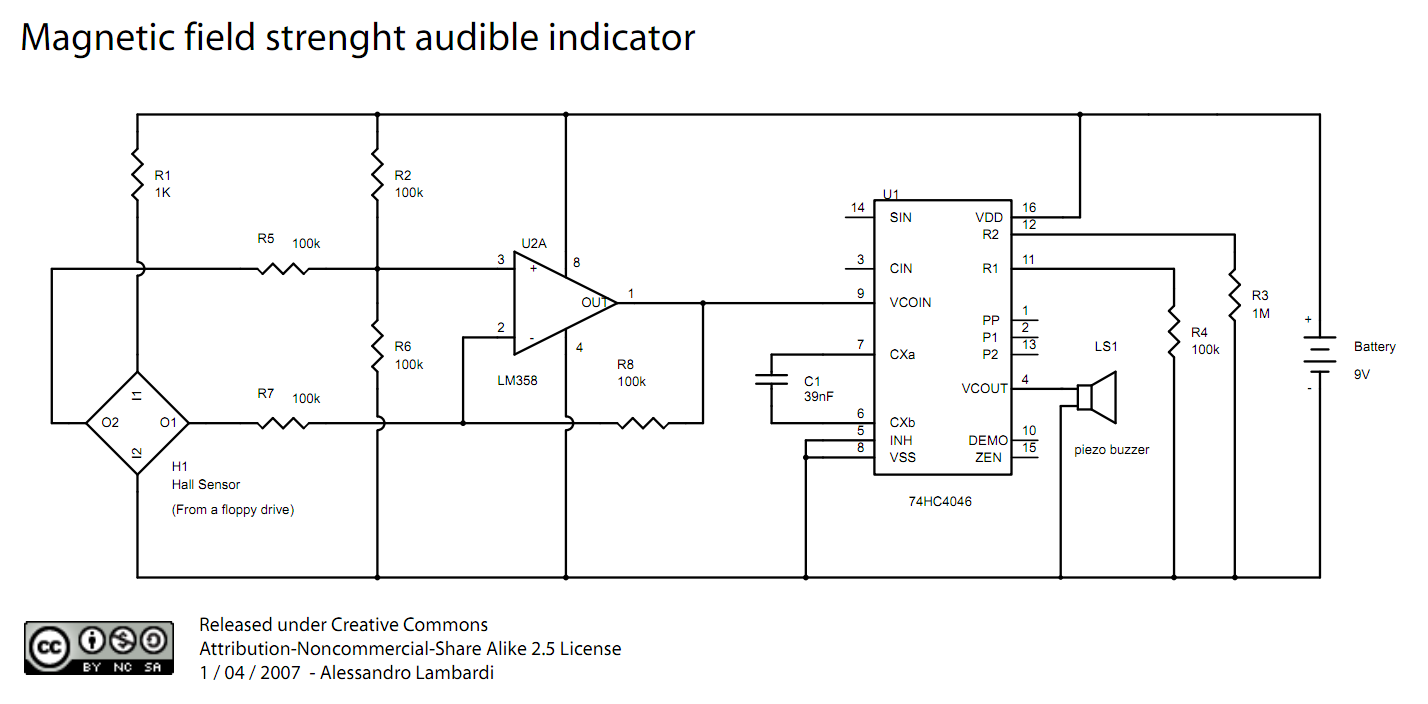 Magnetic field strenght audible indicator
R1
1K
R2
100k
R5 100k
U2A
3
+
8
OUT
1
2
-
4
LM358
R6
100k
R7 100k
R8
100k
O2
I1
O1
I2
H1
Hall Sensor
(From a floppy drive)
U1
14 SIN
3 CIN
9 VCOIN
7 CXa
6 CXb
5 INH
8 VSS
VDD 16
R2 12
R1 11
PP 1
P1 2
P2 13
VCOUT 4
DEMO 10
ZEN 15
74HC4046
C1
39nF
LS1
piezo buzzer
R4
100k
R3
1M
+
Battery
9V
-
cc
BY NC SA
Released under Creative Commons
Attribution-Noncommercial-Share Alike 2.5 License
1 / 04 / 2007 - Alessandro Lambardi